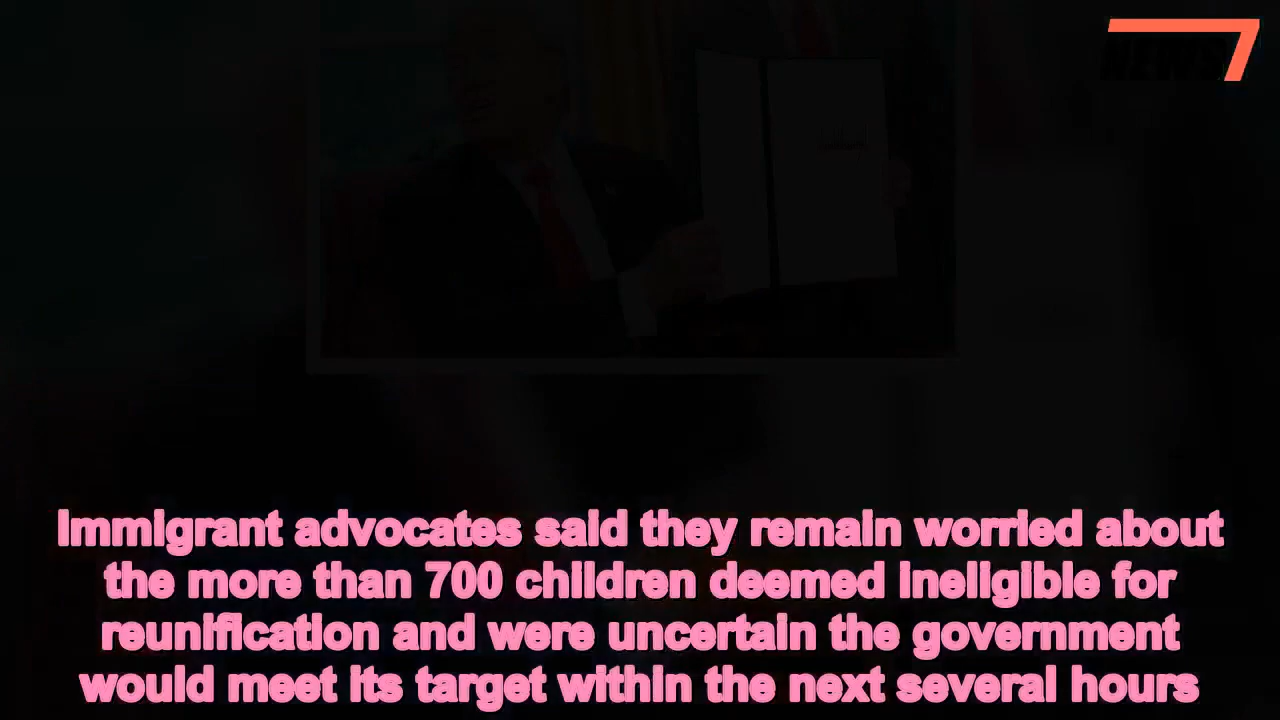 NEWS7
Immigrant advocates said they remain worried about
the more than 700 children deemed ineligible for
reunification and were uncertain the government
would meet its target within the next several hours